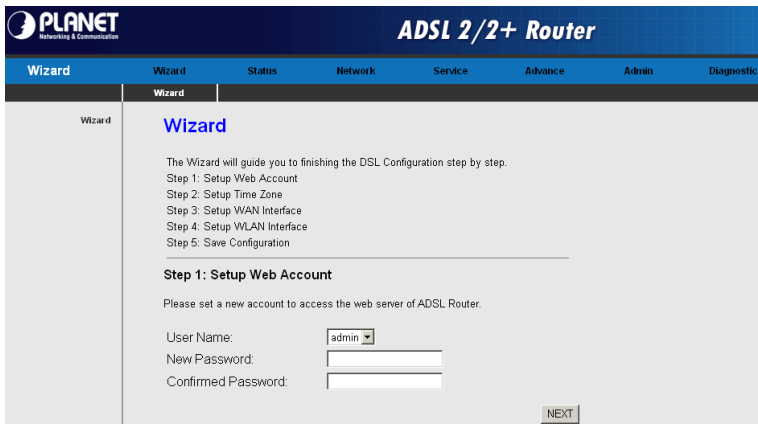 PLANET
Networking & Communication
ADSL 2/2+ Router
Wizard
Wizard Status Network Service Advance Admin Diagnostic
Wizard
Wizard
Wizard
The Wizard will guide you to finishing the DSL Configuration step by step.
Step 1: Setup Web Account
Step 2: Setup Time Zone
Step 3: Setup WAN Interface
Step 4: Setup WLAN Interface
Step 5: Save Configuration
Step 1: Setup Web Account
Please set a new account to access the web server of ADSL Router.
User Name: admin
New Password:
Confirmed Password:
NEXT